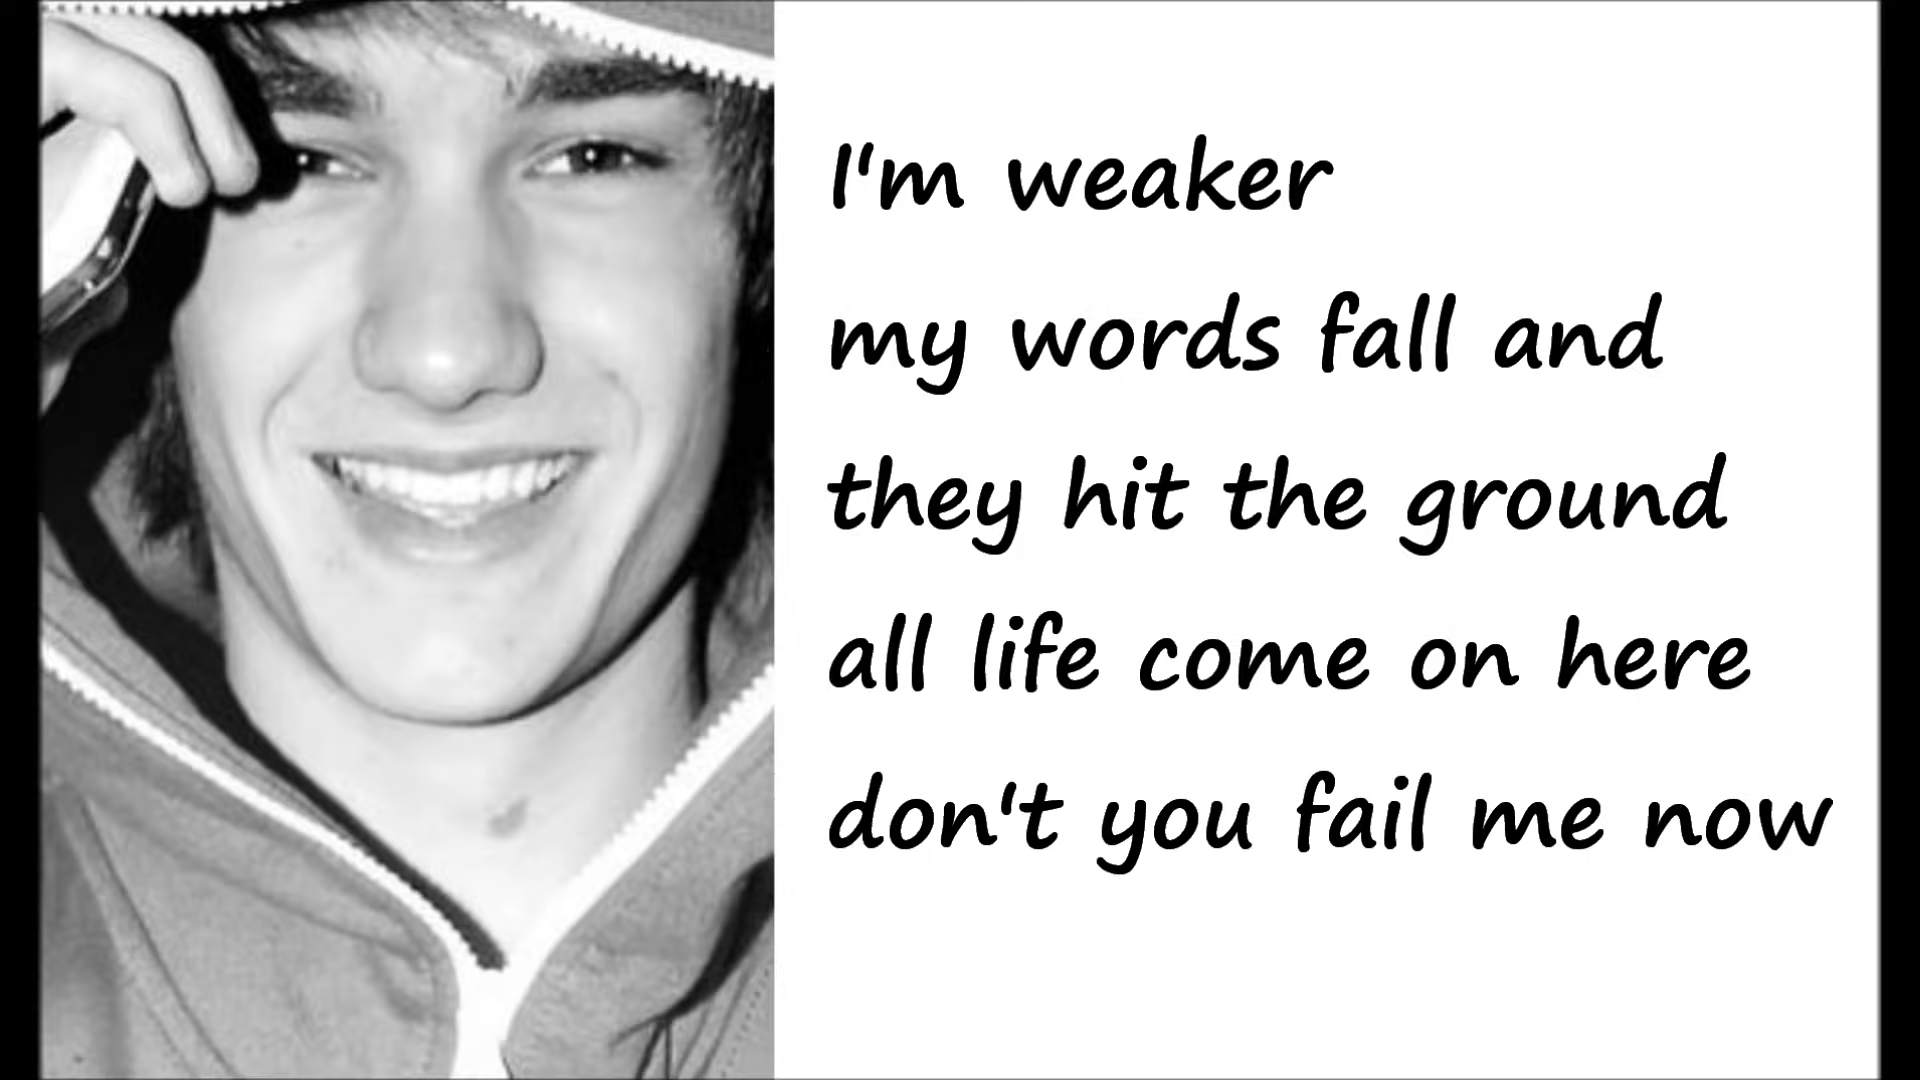 I'm weaker
my words fall and
they hit the ground
all life come on here
don't you fail me now